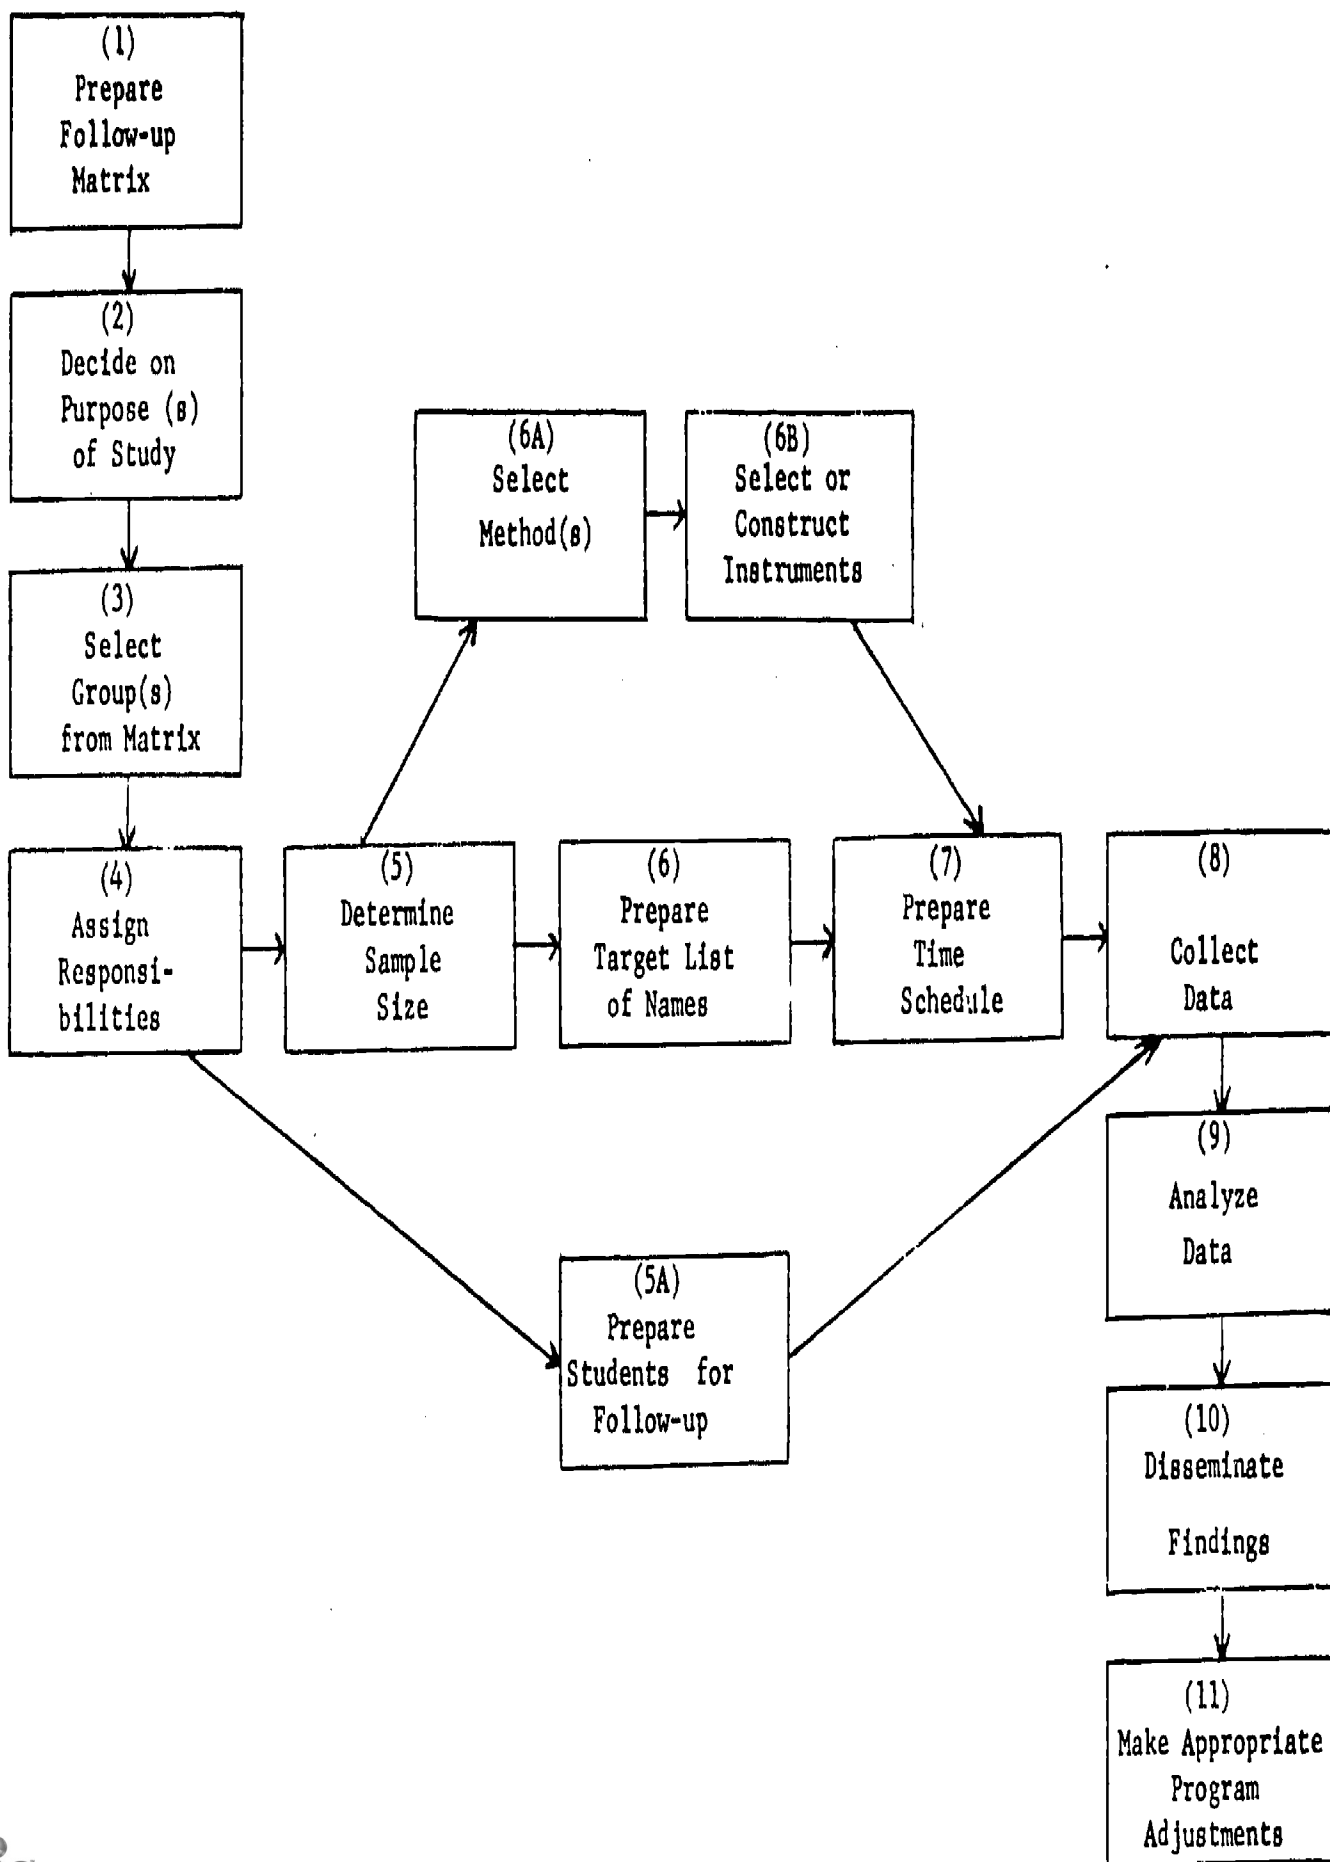 (1)
Prepare
Follow-up
Matrix
(2)
Decide on
Purpose (s)
of Study
(3)
Select
Group(s)
from Matrix
(4)
Assign
Responsi-
bilities
(5)
Determine
Sample
Size
(6A)
Select
Method(s)
(6B)
Select or
Construct
Instruments
(6)
Prepare
Target List
of Names
(7)
Prepare
Time
Schedule
(5A)
Prepare
Students for
Follow-up
(8)
Collect
Data
(9)
Analyze
Data
(10)
Disseminate
Findings
(11)
Make Appropriate
Program
Adjustments